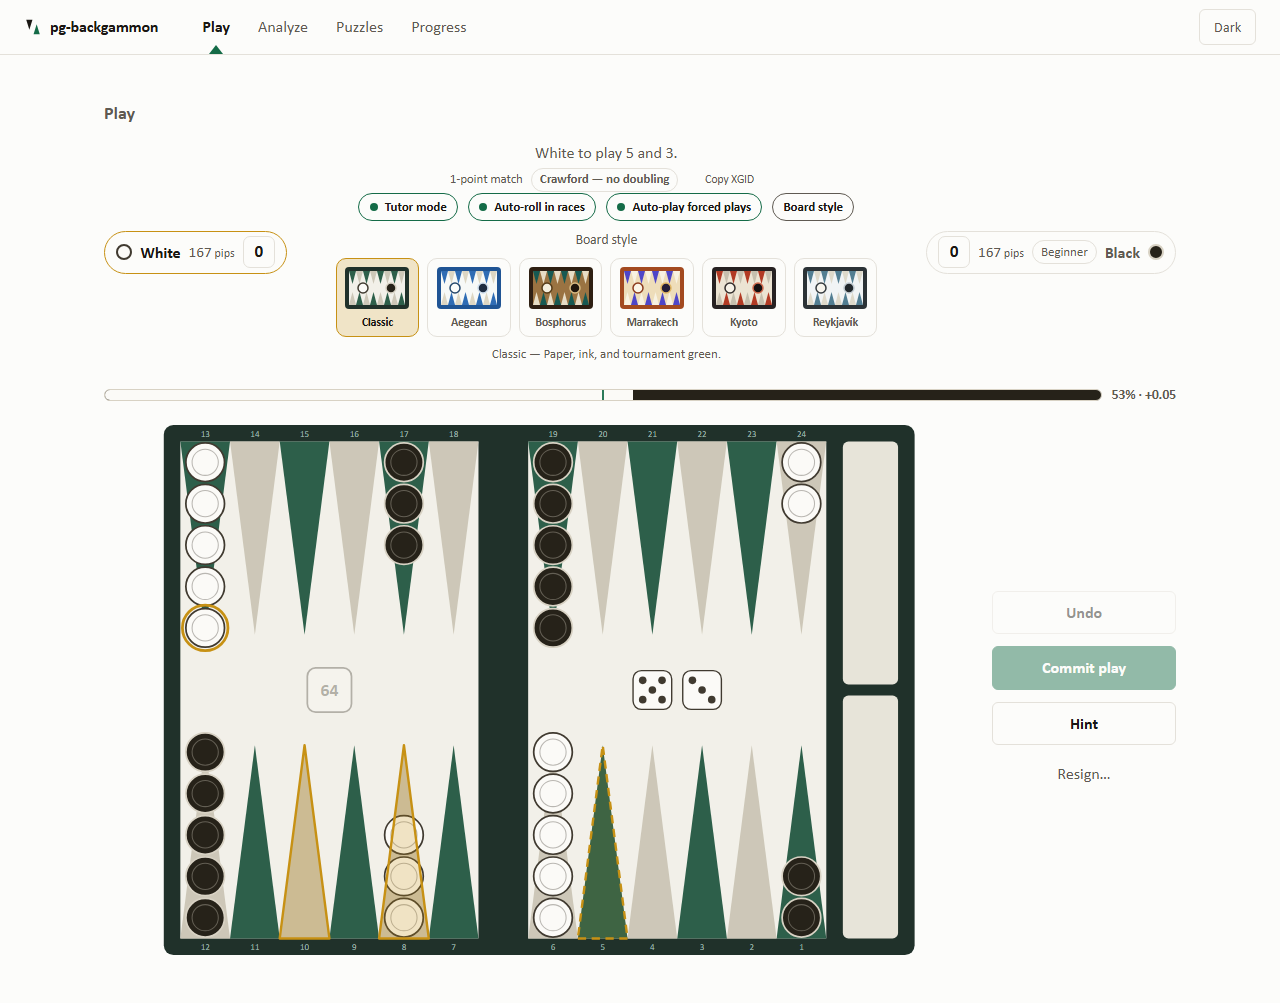 pg-backgammon Play Analyze Puzzles Progress Dark
Play
White to play 5 and 3.
1-point match Crawford — no doubling Copy XGID
Tutor mode Auto-roll in races Auto-play forced plays Board style
White 167 pips 0
Board style
0 167 pips Beginner Black
Classic Aegean Bosphorus Marrakech Kyoto Reykjavík
Classic — Paper, ink, and tournament green.
53% · +0.05
13 14 15 16 17 18 19 20 21 22 23 24
64
12 11 10 9 8 7 6 5 4 3 2 1
Undo
Commit play
Hint
Resign...